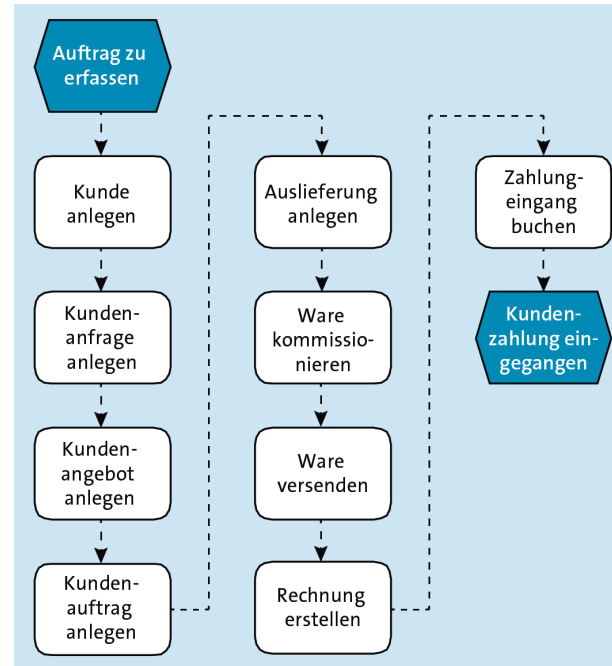 Auftrag zu
erfassen
Kunde
anlegen
Kunden-
anfrage
anlegen
Kunden-
angebot
anlegen
Kunden-
auftrag
anlegen
Auslieferung
anlegen
Ware
kommissio-
nieren
Ware
versenden
Rechnung
erstellen
Zahlung-
eingang
buchen
Kunden-
zahlung ein-
gegangen